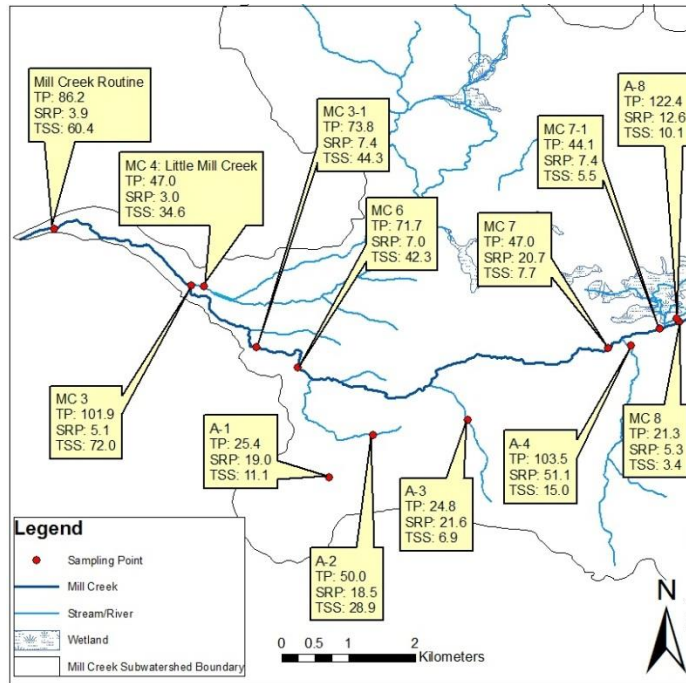 Mill Creek Routine
TP: 86.2
SRP: 3.9
TSS: 60.4
MC 4: Little Mill Creek
TP: 47.0
SRP: 3.0
TSS: 34.6
MC 3-1
TP: 73.8
SRP: 7.4
TSS: 44.3
MC 6
TP: 71.7
SRP: 7.0
TSS: 42.3
MC 7
TP: 47.0
SRP: 20.7
TSS: 7.7
MC 7-1
TP: 44.1
SRP: 7.4
TSS: 5.5
A-8
TP: 122.4
SRP: 12.6
TSS: 10.1
MC 3
TP: 101.9
SRP: 5.1
TSS: 72.0
A-1
TP: 25.4
SRP: 19.0
TSS: 11.1
A-2
TP: 50.0
SRP: 18.5
TSS: 28.9
A-3
TP: 24.8
SRP: 21.6
TSS: 6.9
A-4
TP: 103.5
SRP: 51.1
TSS: 15.0
MC 8
TP: 21.3
SRP: 5.3
TSS: 3.4
Legend
Sampling Point
Mill Creek
Stream/River
Wetland
Mill Creek Subwatershed Boundary
0 0.5 1 2
Kilometers
N